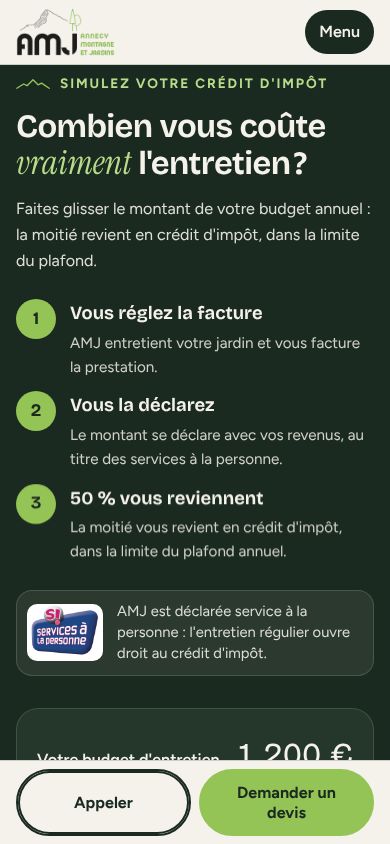 AMJ
ANNECY
MONTAGNE
ET JARDINS
Menu
SIMULEZ VOTRE CRÉDIT D'IMPÔT
Combien vous coûte
vraiment l'entretien ?
Faites glisser le montant de votre budget annuel :
la moitié revient en crédit d'impôt, dans la limite
du plafond.
1
Vous réglez la facture
AMJ entretient votre jardin et vous facture
la prestation.
2
Vous la déclarez
Le montant se déclare avec vos revenus, au
titre des services à la personne.
3
50 % vous reviennent
La moitié vous revient en crédit d'impôt,
dans la limite du plafond annuel.
services à
la personne
AMJ est déclarée service à la
personne : l'entretien régulier ouvre
droit au crédit d'impôt.
Votre budget d'entretien
1 200 €
Appeler
Demander un
devis